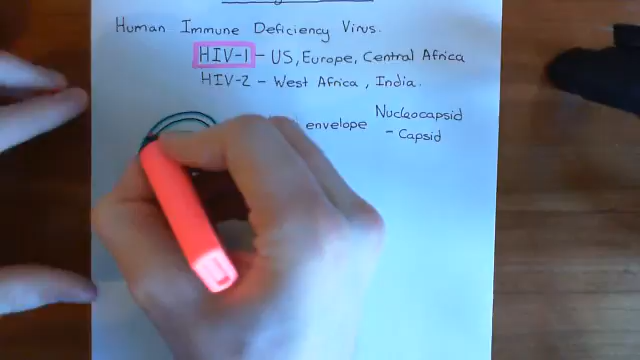 Human Immune Deficiency Virus.
HIV-1 - US, Europe, Central Africa
HIV-2 - West Africa, India.
envelope Nucleocapsid
- Capsid